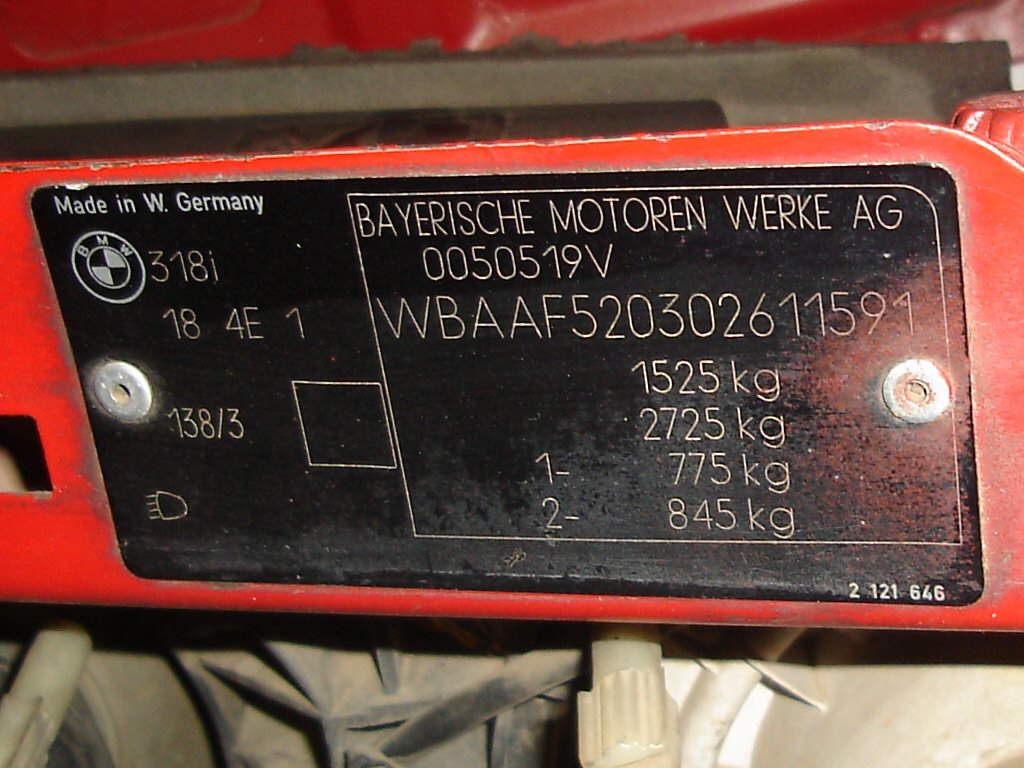 Made in W. Germany
BMW
318i
18 4E 1
138/3
BAYERISCHE MOTOREN WERKE AG
0050519V
WBAAF520302611591
1525 kg
2725 kg
1- 775 kg
2- 845 kg
2 121 646